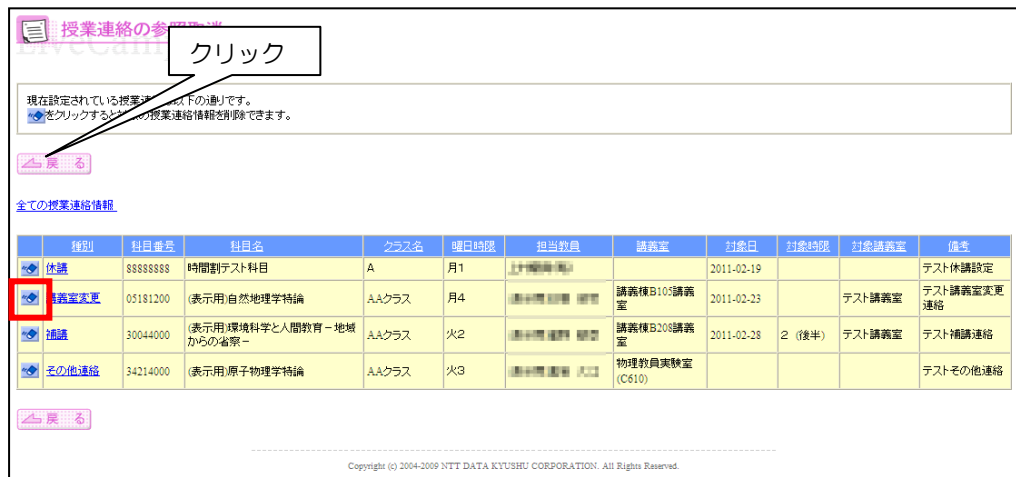 授業連絡の参照取消
クリック
現在設定されている授業連 以下の通りです。
をクリックすると の授業連絡情報を削除できます。
戻 る
全ての授業連絡情報
種別 科目番号 科目名 クラス名 曜日時限 担当教員 講義室 対象日 対象時限 対象講義室 備考
休講 88888888 時間割テスト科目 A 月1 2011-02-19 テスト休講設定
講義室変更 05181200 (表示用)自然地理学特論 AAクラス 月4 講義棟B105講義室 2011-02-23 テスト講義室 テスト講義室変更連絡
補講 30044000 (表示用)環境科学と人間教育－地域からの省察－ AAクラス 火2 講義棟B208講義室 2011-02-28 2 (後半) テスト講義室 テスト補講連絡
その他連絡 34214000 (表示用)原子物理学特論 AAクラス 火3 物理教員実験室(C610) テストその他連絡
戻 る
Copyright (c) 2004-2009 NTT DATA KYUSHU CORPORATION. All Rights Reserved.